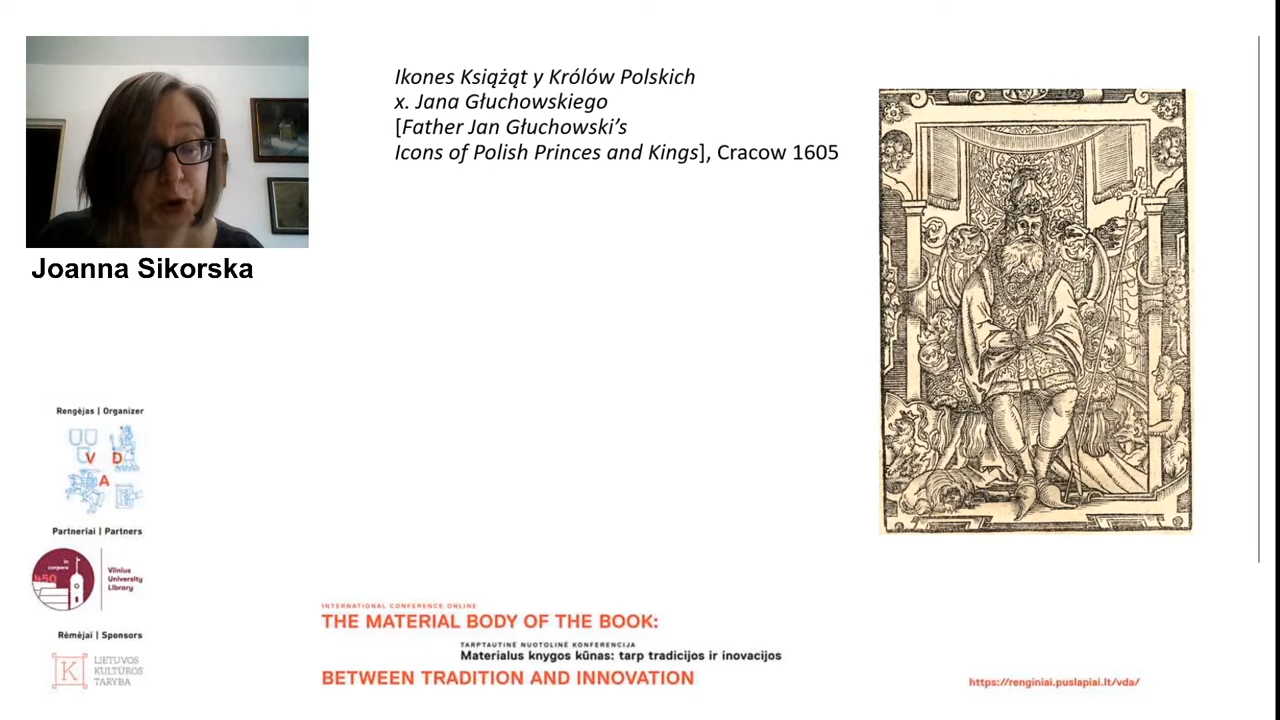 Ikones Książąt y Królów Polskich
x. Jana Głuchowskiego
[Father Jan Głuchowski’s
Icons of Polish Princes and Kings], Cracow 1605
Joanna Sikorska
Rengėjas | Organizer
V D
A
Partneriai | Partners
in
corpore
450
Vilnius
University
Library
Rėmėjai | Sponsors
K
LIETUVOS
KULTŪROS
TARYBA
INTERNATIONAL CONFERENCE ONLINE
THE MATERIAL BODY OF THE BOOK:
TARPTAUTINĖ NUOTOLINĖ KONFERENCIJA
Materialus knygos kūnas: tarp tradicijos ir inovacijos
BETWEEN TRADITION AND INNOVATION
https://renginiai.puslapiai.lt/vda/